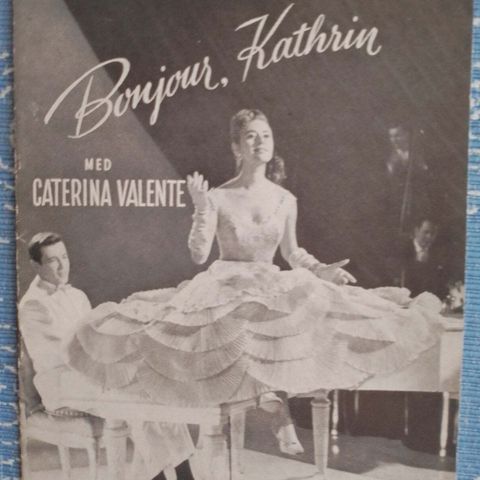 Bonjour, Kathrin
MED
CATERINA VALENTE